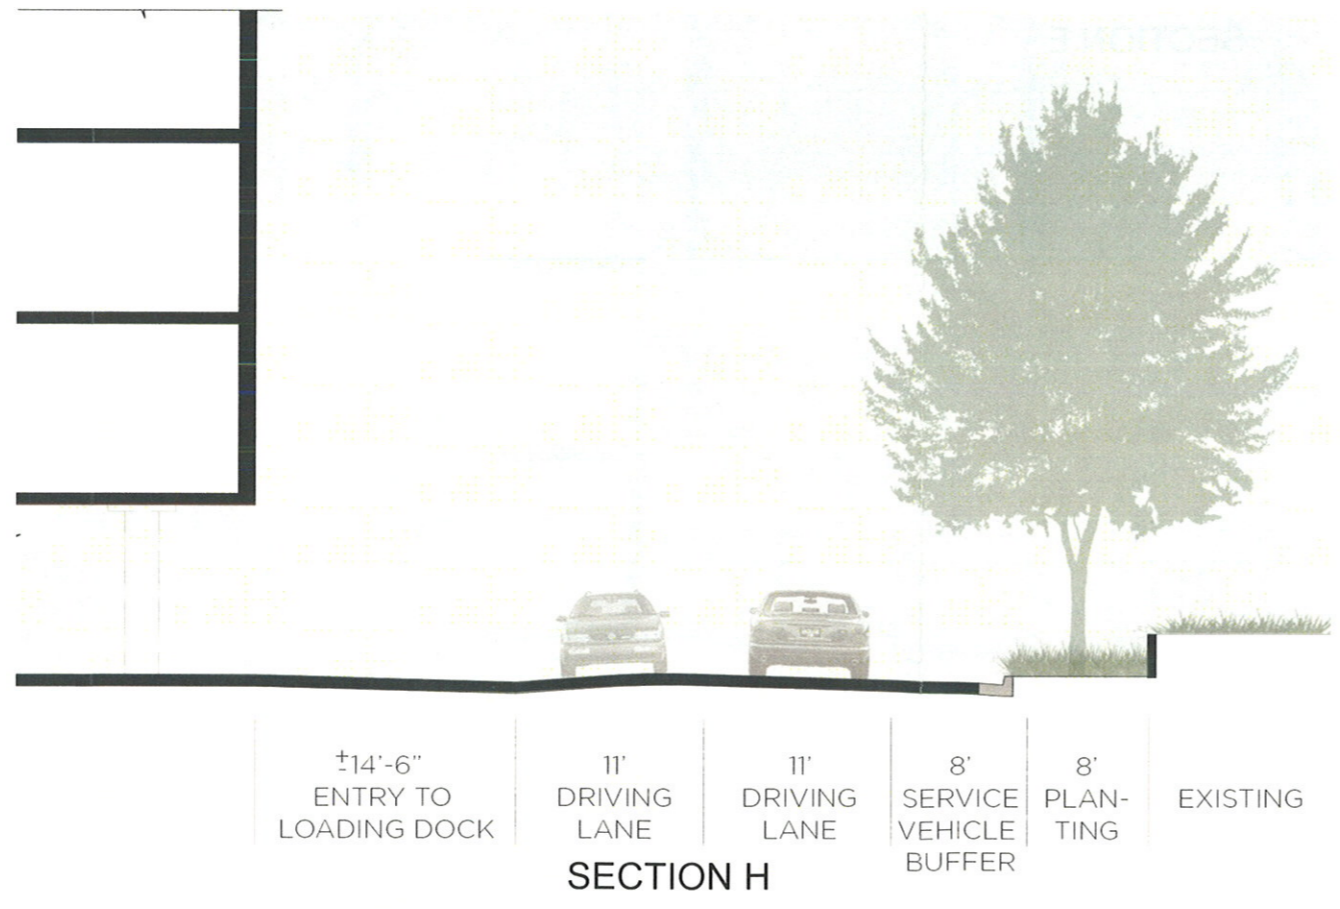 ±14'-6"
ENTRY TO
LOADING DOCK
11'
DRIVING
LANE
11'
DRIVING
LANE
8'
SERVICE
VEHICLE
BUFFER
8'
PLAN-
TING
EXISTING
SECTION H